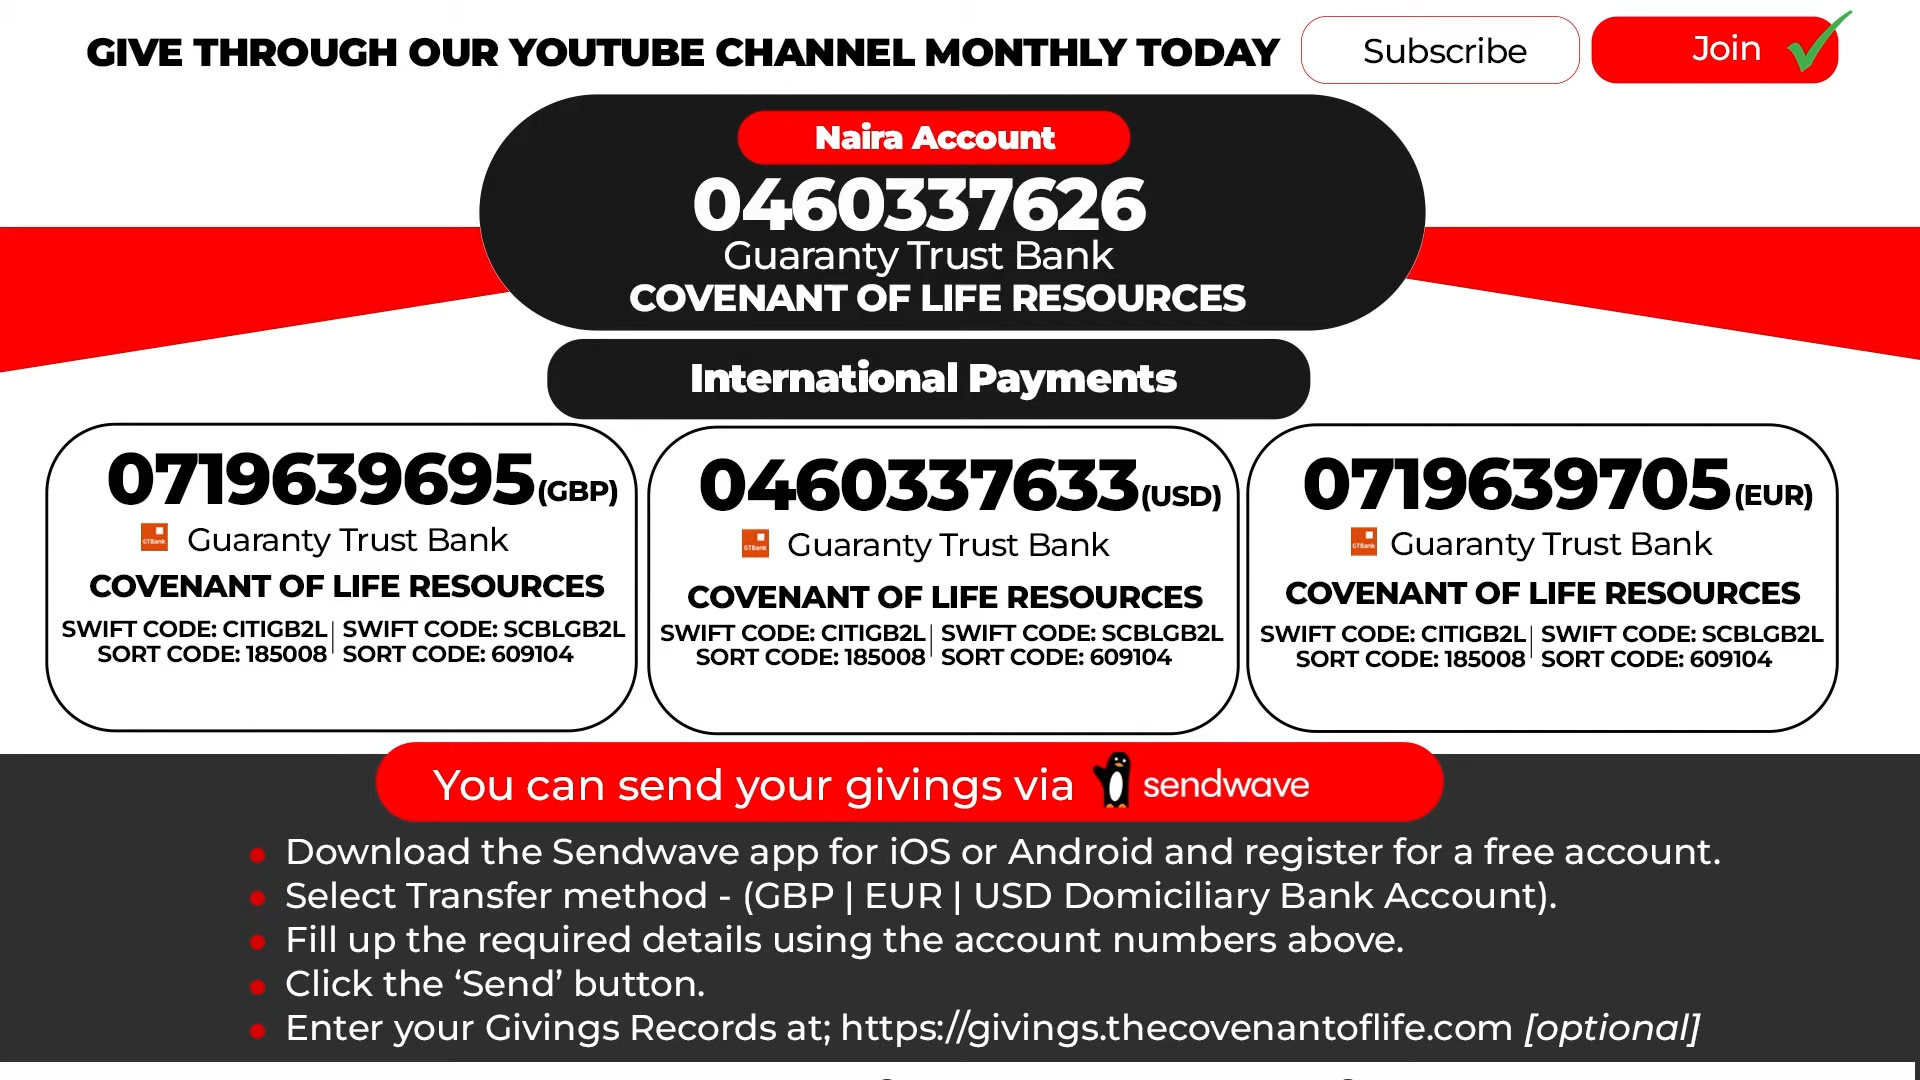 GIVE THROUGH OUR YOUTUBE CHANNEL MONTHLY TODAY
Subscribe
Join
Naira Account
0460337626
Guaranty Trust Bank
COVENANT OF LIFE RESOURCES
International Payments
0719639695(GBP)
GTBank
Guaranty Trust Bank
COVENANT OF LIFE RESOURCES
SWIFT CODE: CITIGB2L | SWIFT CODE: SCBLGB2L
SORT CODE: 185008 | SORT CODE: 609104
0460337633(USD)
GTBank
Guaranty Trust Bank
COVENANT OF LIFE RESOURCES
SWIFT CODE: CITIGB2L | SWIFT CODE: SCBLGB2L
SORT CODE: 185008 | SORT CODE: 609104
0719639705(EUR)
GTBank
Guaranty Trust Bank
COVENANT OF LIFE RESOURCES
SWIFT CODE: CITIGB2L | SWIFT CODE: SCBLGB2L
SORT CODE: 185008 | SORT CODE: 609104
You can send your givings via sendwave
Download the Sendwave app for iOS or Android and register for a free account.
Select Transfer method - (GBP | EUR | USD Domiciliary Bank Account).
Fill up the required details using the account numbers above.
Click the ‘Send’ button.
Enter your Givings Records at; https://givings.thecovenantoflife.com [optional]